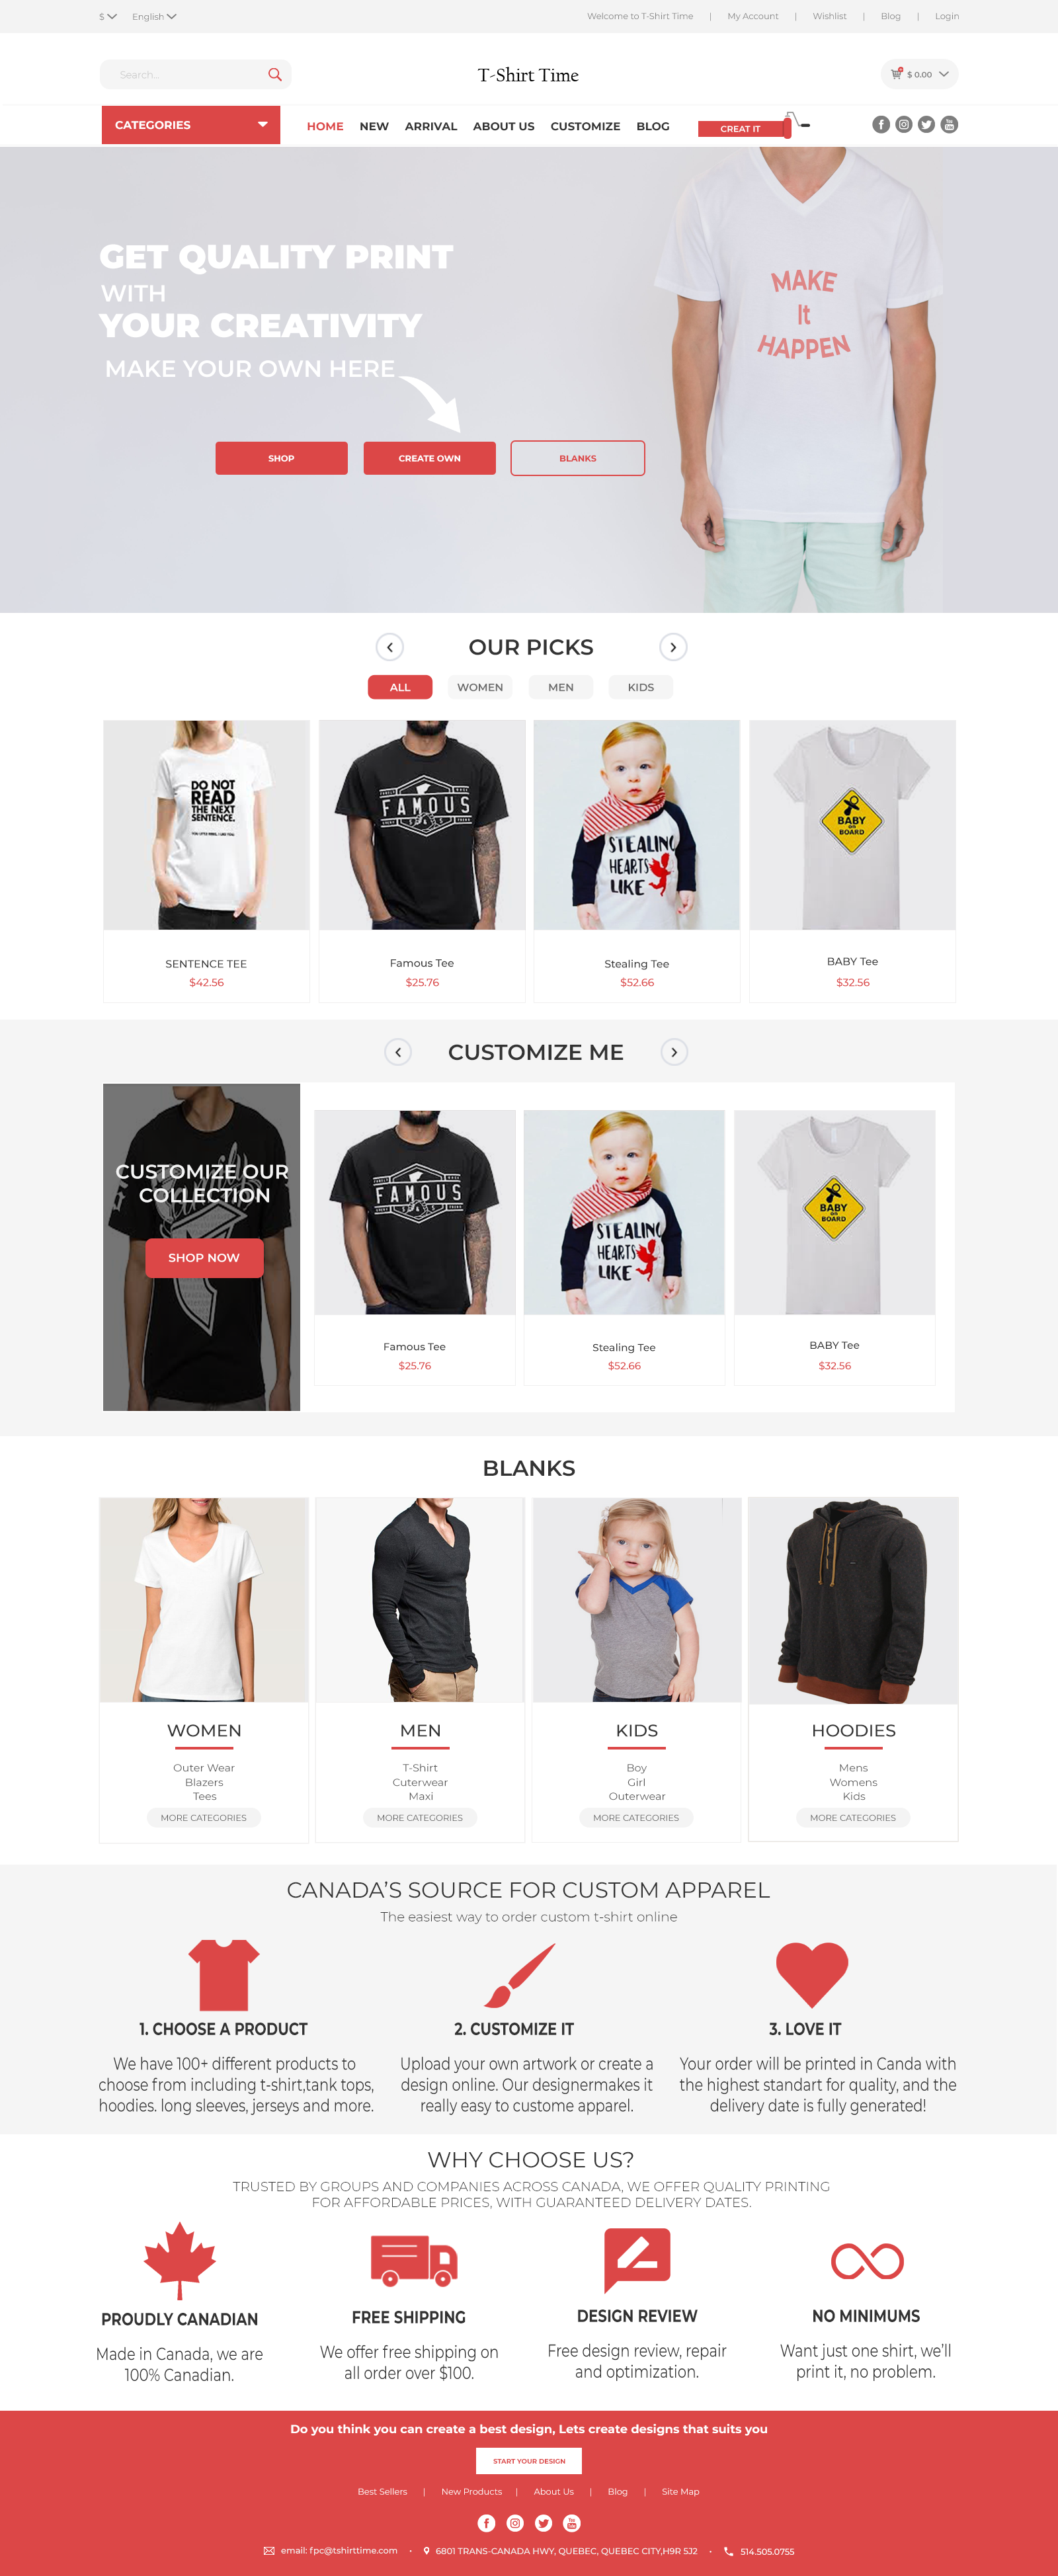 $ English Welcome to T-Shirt Time | My Account | Wishlist | Blog | Login
Search... T-Shirt Time $ 0.00
CATEGORIES HOME NEW ARRIVAL ABOUT US CUSTOMIZE BLOG CREAT IT
GET QUALITY PRINT
WITH
YOUR CREATIVITY
MAKE YOUR OWN HERE
MAKE
It
HAPPEN
SHOP CREATE OWN BLANKS
OUR PICKS
ALL WOMEN MEN KIDS
DO NOT
READ
THE NEXT
SENTENCE.
FAMOUS
STEALING
HEARTS
LIKE
BABY
on
BOARD
SENTENCE TEE
$42.56
Famous Tee
$25.76
Stealing Tee
$52.66
BABY Tee
$32.56
CUSTOMIZE ME
CUSTOMIZE OUR
COLLECTION
SHOP NOW
FAMOUS
STEALING
HEARTS
LIKE
BABY
on
BOARD
Famous Tee
$25.76
Stealing Tee
$52.66
BABY Tee
$32.56
BLANKS
WOMEN
Outer Wear
Blazers
Tees
MORE CATEGORIES
MEN
T-Shirt
Cuterwear
Maxi
MORE CATEGORIES
KIDS
Boy
Girl
Outerwear
MORE CATEGORIES
HOODIES
Mens
Womens
Kids
MORE CATEGORIES
CANADA'S SOURCE FOR CUSTOM APPAREL
The easiest way to order custom t-shirt online
1. CHOOSE A PRODUCT
We have 100+ different products to
choose from including t-shirt,tank tops,
hoodies. long sleeves, jerseys and more.
2. CUSTOMIZE IT
Upload your own artwork or create a
design online. Our designermakes it
really easy to custome apparel.
3. LOVE IT
Your order will be printed in Canda with
the highest standart for quality, and the
delivery date is fully generated!
WHY CHOOSE US?
TRUSTED BY GROUPS AND COMPANIES ACROSS CANADA, WE OFFER QUALITY PRINTING
FOR AFFORDABLE PRICES, WITH GUARANTEED DELIVERY DATES.
PROUDLY CANADIAN
Made in Canada, we are
100% Canadian.
FREE SHIPPING
We offer free shipping on
all order over $100.
DESIGN REVIEW
Free design review, repair
and optimization.
NO MINIMUMS
Want just one shirt, we'll
print it, no problem.
Do you think you can create a best design, Lets create designs that suits you
START YOUR DESIGN
Best Sellers | New Products | About Us | Blog | Site Map
email: fpc@tshirttime.com • 6801 TRANS-CANADA HWY, QUEBEC, QUEBEC CITY,H9R 5J2 • 514.505.0755